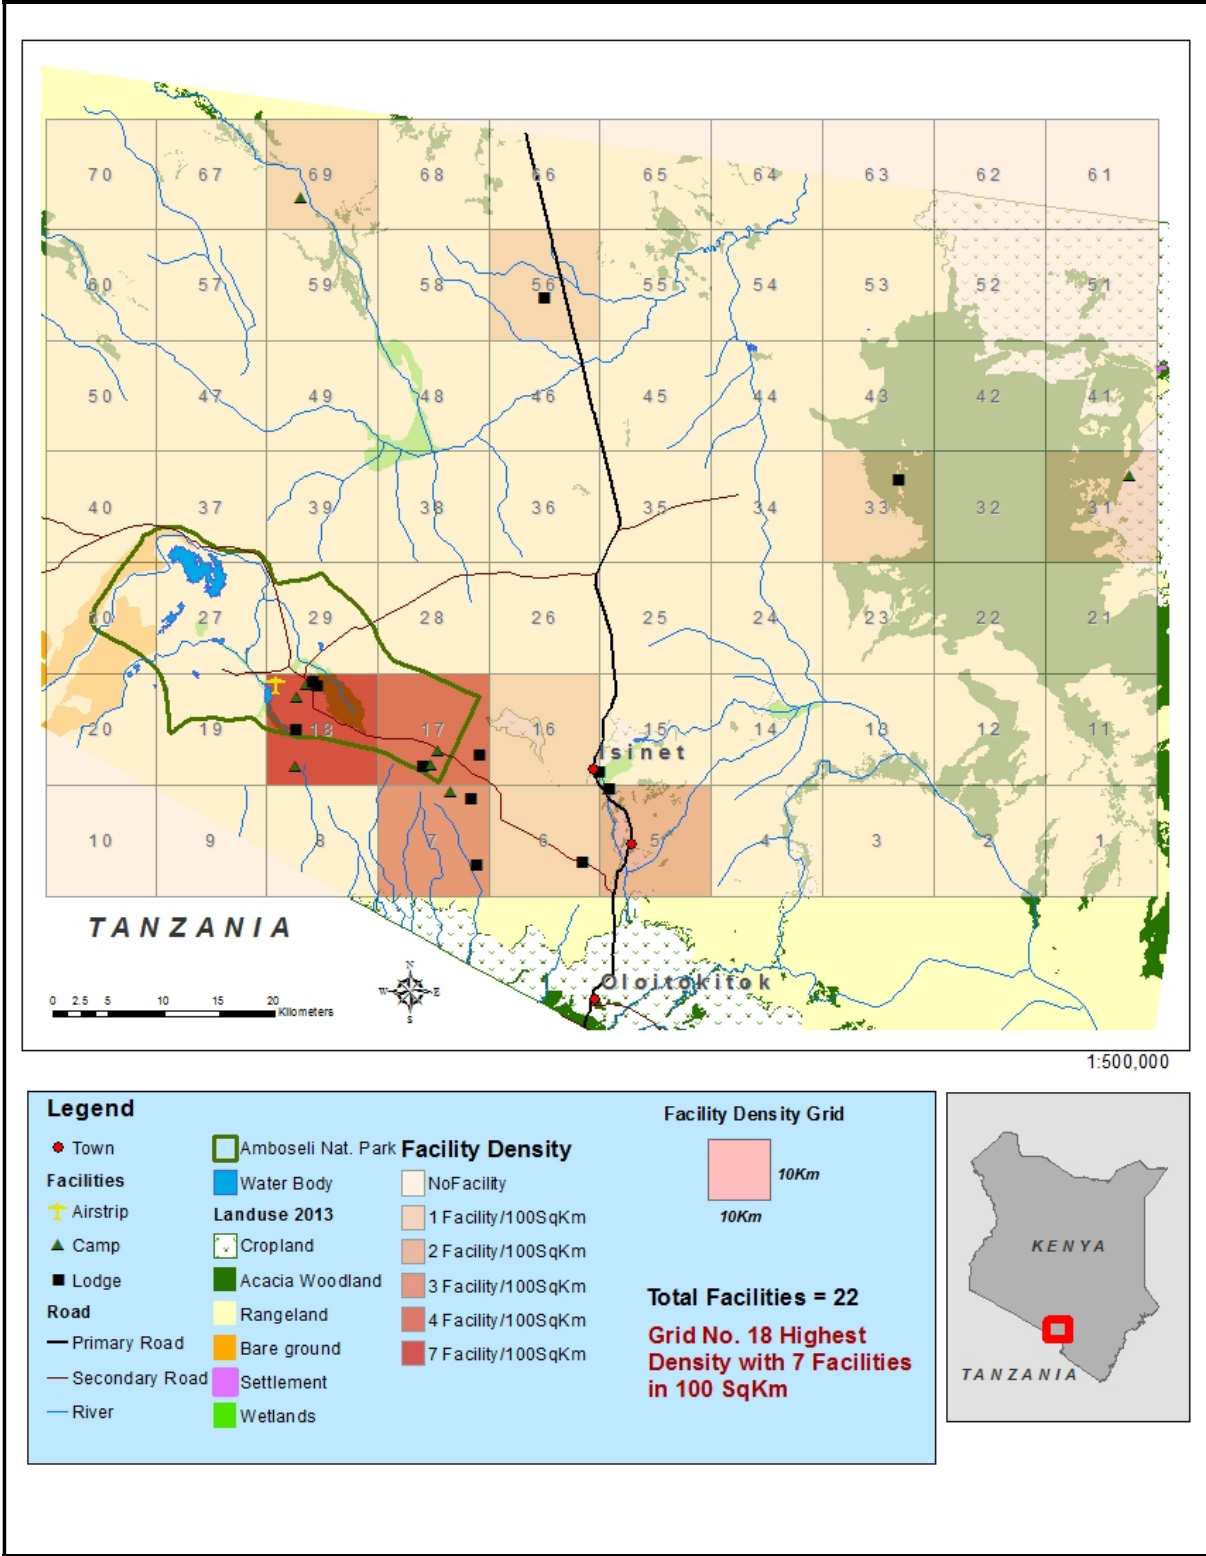 70 67 69 68 66 65 64 63 62 61
60 57 59 58 56 55 54 53 52 51
50 47 49 48 46 45 44 43 42 41
40 37 39 38 36 35 34 33 32 31
30 27 29 28 26 25 24 23 22 21
20 19 18 17 16 15 14 13 12 11
Isinet
10 9 8 7 6 5 4 3 2 1
TANZANIA
Oloitokitok
N
W E
S
0 2.5 5 10 15 20
Kilometers
1:500,000
Legend
Town
Facilities
Airstrip
Camp
Lodge
Road
Primary Road
Secondary Road
River
Amboseli Nat. Park
Water Body
Landuse 2013
Cropland
Acacia Woodland
Rangeland
Bare ground
Settlement
Wetlands
Facility Density
NoFacility
1 Facility/100SqKm
2 Facility/100SqKm
3 Facility/100SqKm
4 Facility/100SqKm
7 Facility/100SqKm
Facility Density Grid
10Km
10Km
Total Facilities = 22
Grid No. 18 Highest
Density with 7 Facilities
in 100 SqKm
KENYA
TANZANIA